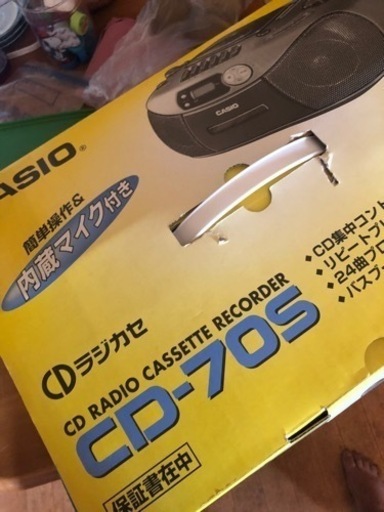 CASIO
ASIO®
簡単操作&
内蔵マイク付き
CDラジカセ
CD RADIO CASSETTE RECORDER
CD-70S
保証書在中
◆CD集中コント
◆リピートプ
◆24曲プロ
◆バスブ